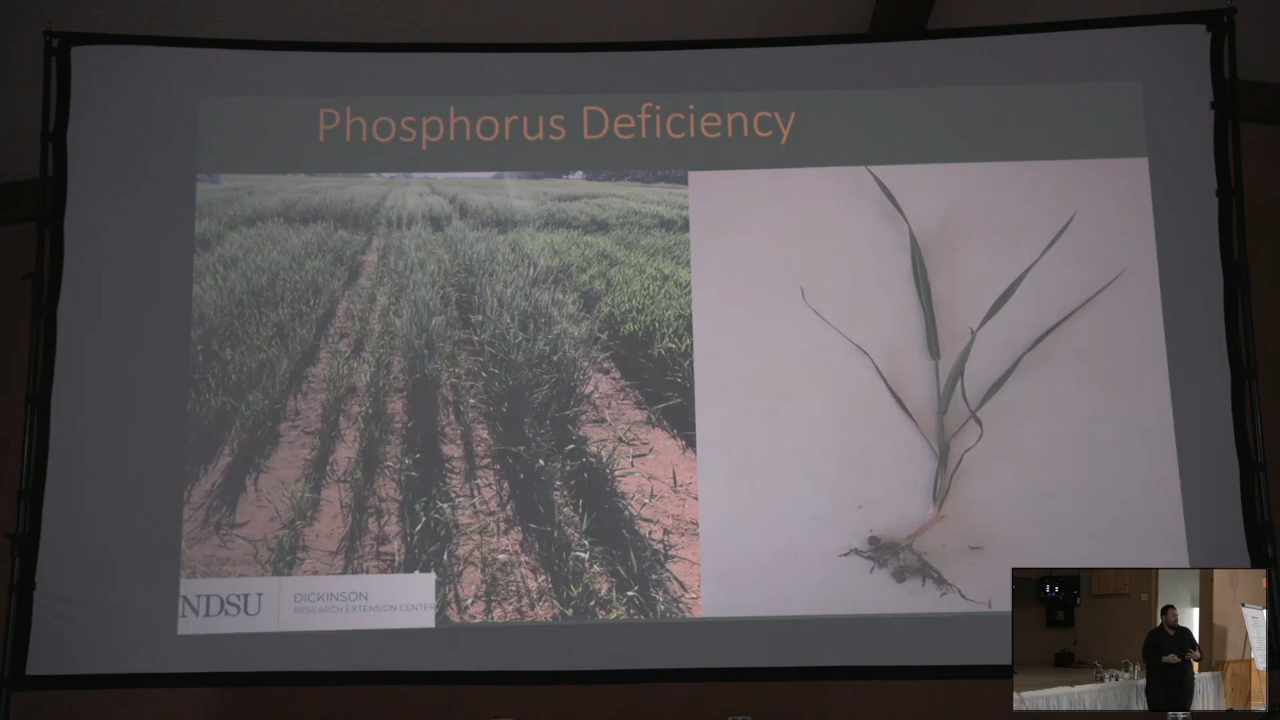 Phosphorus Deficiency
NDSU
DICKINSON
RESEARCH EXTENSION CENTER